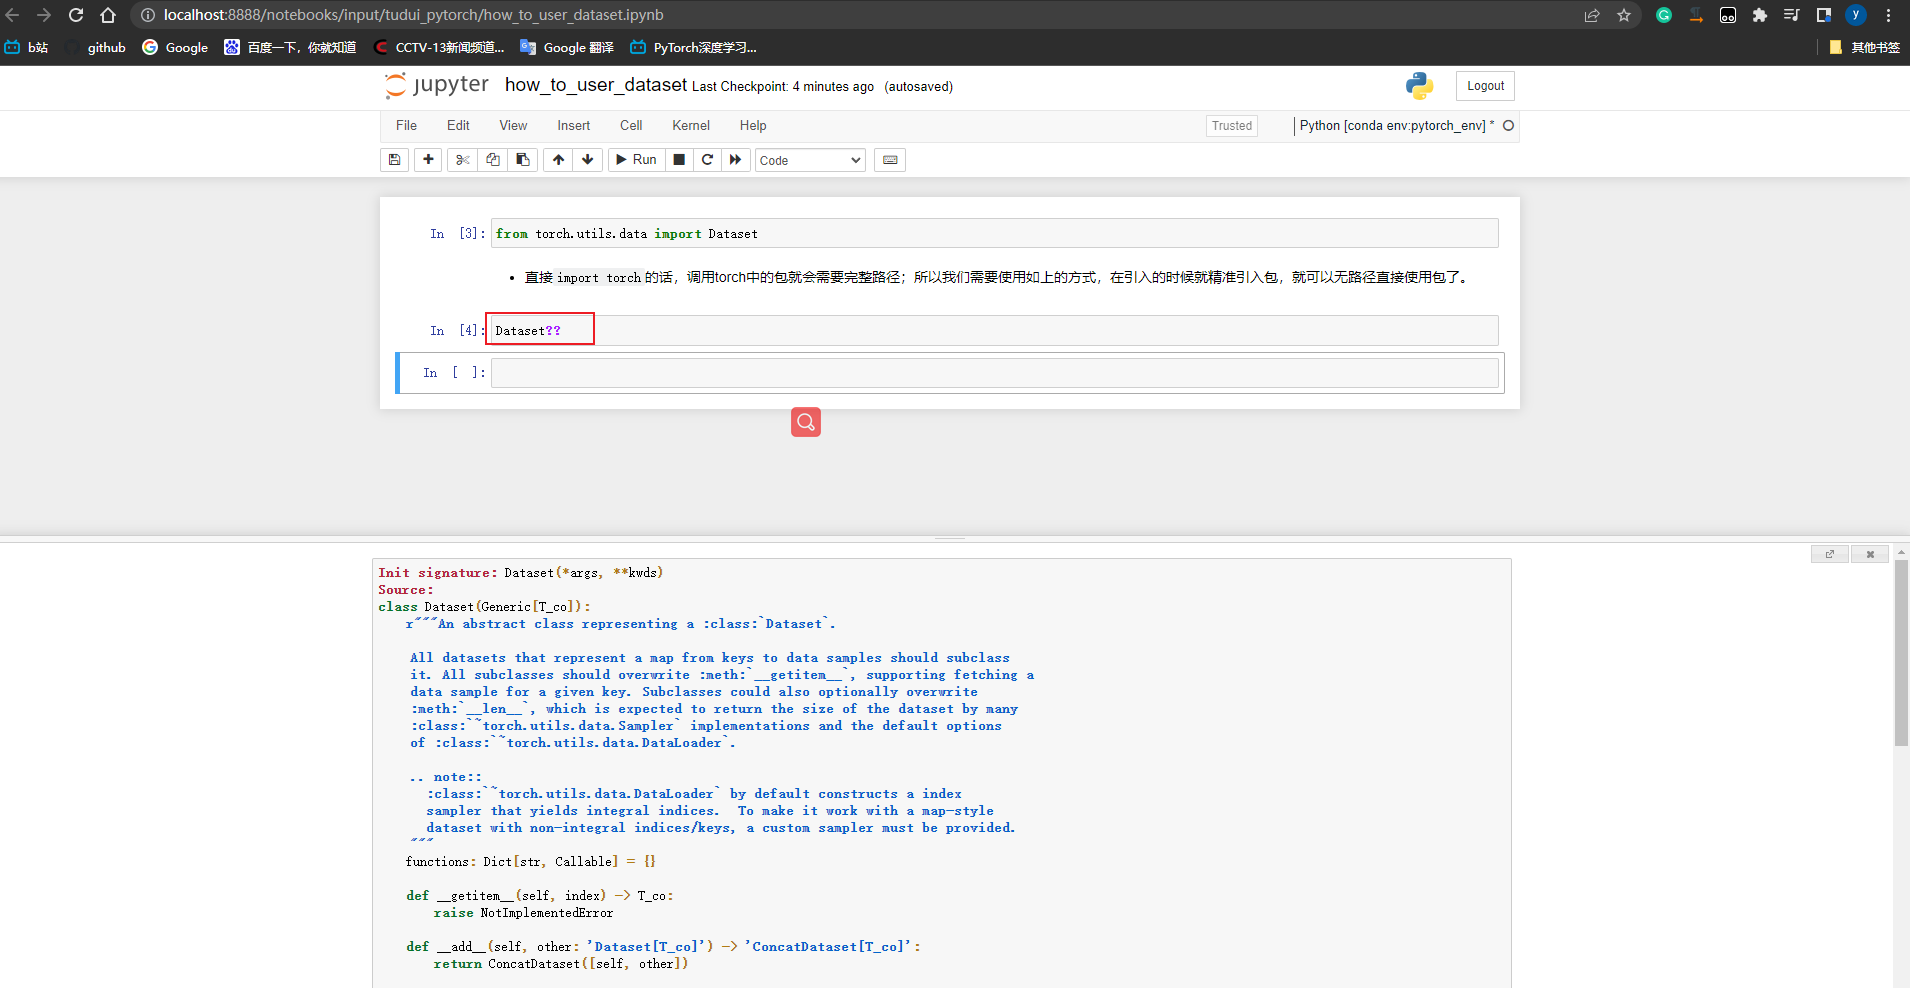 localhost:8888/notebooks/input/tudui_pytorch/how_to_user_dataset.ipynb
y
b站 github Google 百度一下，你就知道 CCTV-13新闻频道... Google 翻译 PyTorch深度学习,... 其他书签
jupyter how_to_user_dataset Last Checkpoint: 4 minutes ago (autosaved) Logout
File Edit View Insert Cell Kernel Help Trusted Python [conda env:pytorch_env] *
Run Code
In [3]: from torch.utils.data import Dataset
• 直接 import torch 的话，调用torch中的包就会需要完整路径；所以我们需要使用如上的方式，在引入的时候就精准引入包，就可以无路径直接使用包了。
In [4]: Dataset??
In [ ]:
Init signature: Dataset(*args, **kwds)
Source:
class Dataset(Generic[T_co]):
r"""An abstract class representing a :class:`Dataset`.
All datasets that represent a map from keys to data samples should subclass
it. All subclasses should overwrite :meth:`__getitem__`, supporting fetching a
data sample for a given key. Subclasses could also optionally overwrite
:meth:`__len__`, which is expected to return the size of the dataset by many
:class:`~torch.utils.data.Sampler` implementations and the default options
of :class:`~torch.utils.data.DataLoader`.
.. note::
:class:`~torch.utils.data.DataLoader` by default constructs a index
sampler that yields integral indices.  To make it work with a map-style
dataset with non-integral indices/keys, a custom sampler must be provided.
"""
functions: Dict[str, Callable] = {}
def __getitem__(self, index) -> T_co:
raise NotImplementedError
def __add__(self, other: 'Dataset[T_co]') -> 'ConcatDataset[T_co]':
return ConcatDataset([self, other])